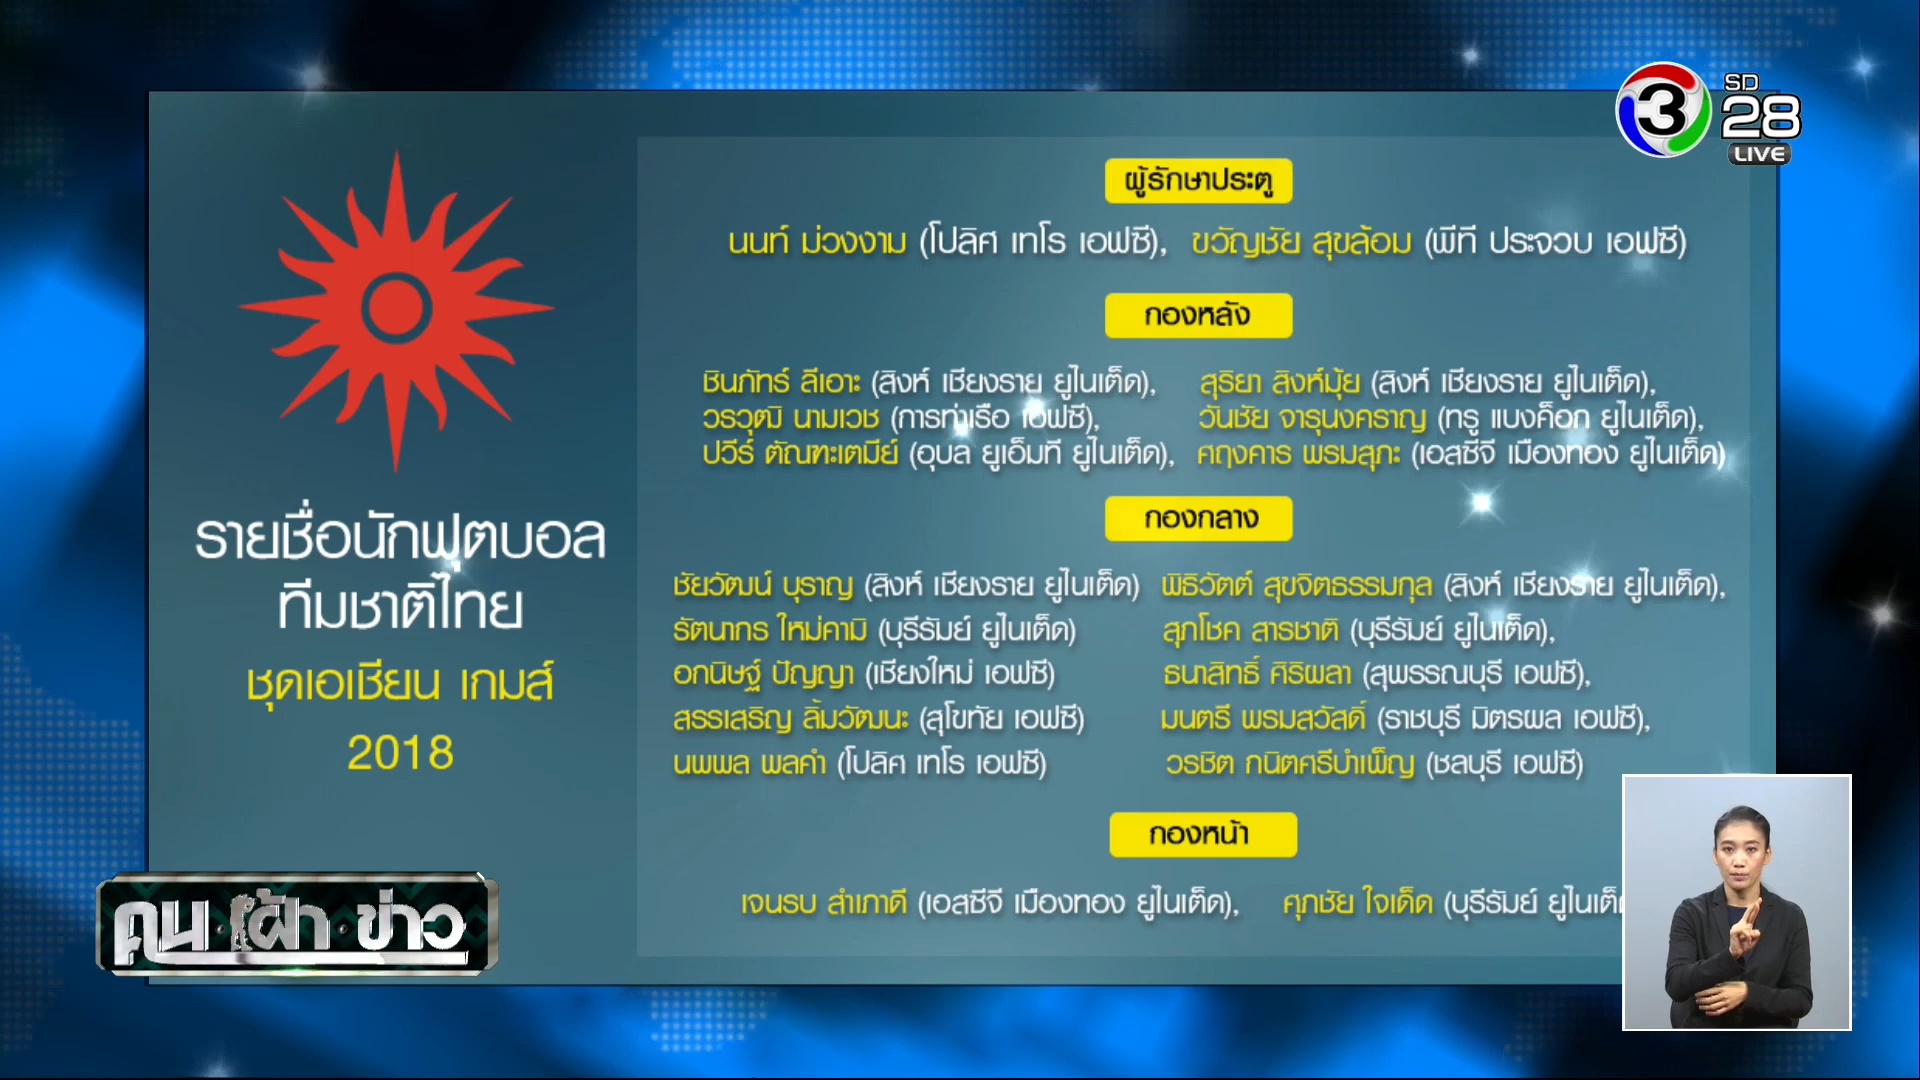 3
SD
28
LIVE
รายชื่อนักฟุตบอล
ทีมชาติไทย
ชุดเอเชียน เกมส์
2018
ผู้รักษาประตู
นนท์ ม่วงงาม (โปลิศ เทโร เอฟซี), ขวัญชัย สุขล้อม (พีที ประจวบ เอฟซี)
กองหลัง
ชินภัทร์ ลีเอาะ (สิงห์ เชียงราย ยูไนเต็ด), สุริยา สิงห์มุ้ย (สิงห์ เชียงราย ยูไนเต็ด),
วรวุฒิ นามเวช (การท่าเรือ เอฟซี), วันชัย จารุนงคราญ (ทรู แบงค็อก ยูไนเต็ด),
ปวีร์ ตัณฑะเตมีย์ (อุบล ยูเอ็มที ยูไนเต็ด), ศฤงคาร พรมสุภะ (เอสซีจี เมืองทอง ยูไนเต็ด)
กองกลาง
ชัยวัฒน์ บุราญ (สิงห์ เชียงราย ยูไนเต็ด) พิธิวัตต์ สุขจิตธรรมกุล (สิงห์ เชียงราย ยูไนเต็ด),
รัตนากร ใหม่คามิ (บุรีรัมย์ ยูไนเต็ด) สุภโชค สารชาติ (บุรีรัมย์ ยูไนเต็ด),
อกนิษฐ์ ปัญญา (เชียงใหม่ เอฟซี) ธนาสิทธิ์ ศิริผลา (สุพรรณบุรี เอฟซี),
สรรเสริญ ลิ้มวัฒนะ (สุโขทัย เอฟซี) มนตรี พรมสวัสดิ์ (ราชบุรี มิตรผล เอฟซี),
นพพล พลคำ (โปลิศ เทโร เอฟซี) วรชิต กนิตศรีบำเพ็ญ (ชลบุรี เอฟซี)
กองหน้า
เจนรบ สำเภาดี (เอสซีจี เมืองทอง ยูไนเต็ด), ศุภชัย ใจเด็ด (บุรีรัมย์ ยูไนเต็
คน·เฝ้า·ข่าว